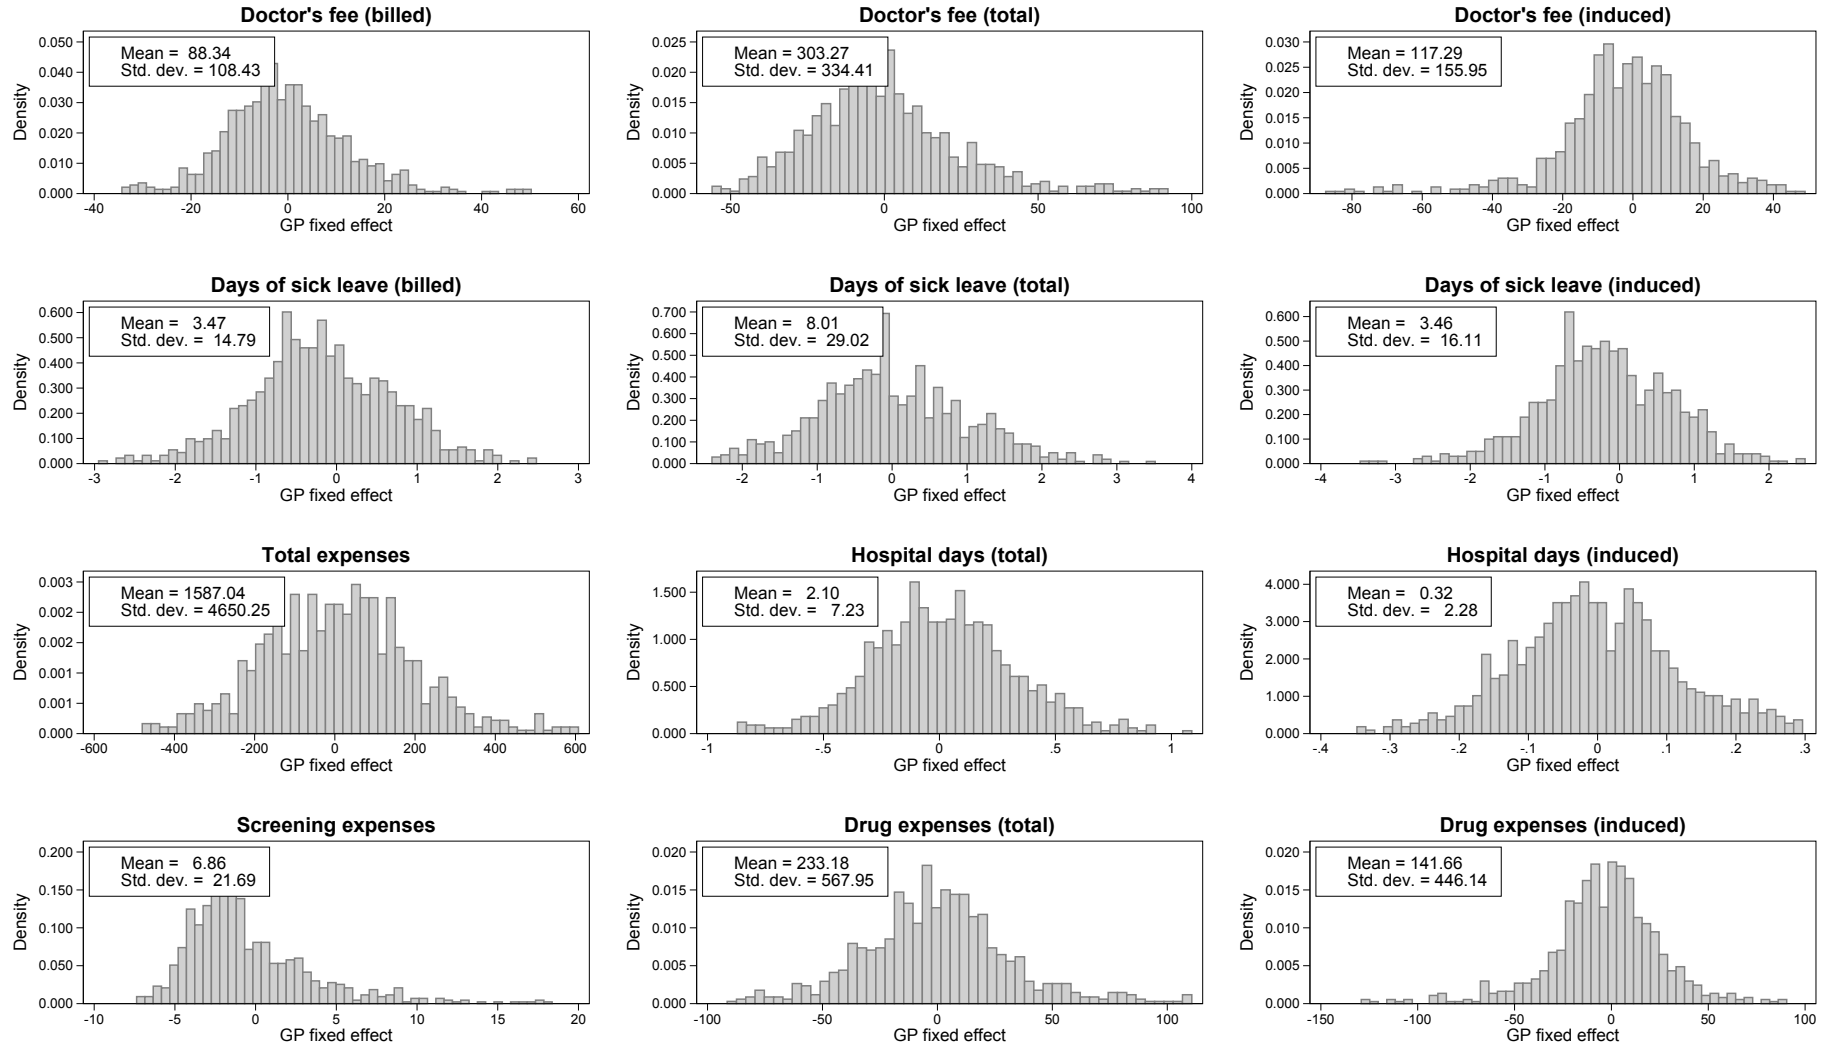 Doctor's fee (billed)
Mean = 88.34
Std. dev. = 108.43
Density
0.050
0.040
0.030
0.020
0.010
0.000
-40 -20 0 20 40 60
GP fixed effect
Doctor's fee (total)
Mean = 303.27
Std. dev. = 334.41
Density
0.025
0.020
0.015
0.010
0.005
0.000
-50 0 50 100
GP fixed effect
Doctor's fee (induced)
Mean = 117.29
Std. dev. = 155.95
Density
0.030
0.025
0.020
0.015
0.010
0.005
0.000
-80 -60 -40 -20 0 20 40
GP fixed effect
Days of sick leave (billed)
Mean = 3.47
Std. dev. = 14.79
Density
0.600
0.500
0.400
0.300
0.200
0.100
0.000
-3 -2 -1 0 1 2 3
GP fixed effect
Days of sick leave (total)
Mean = 8.01
Std. dev. = 29.02
Density
0.700
0.600
0.500
0.400
0.300
0.200
0.100
0.000
-2 -1 0 1 2 3 4
GP fixed effect
Days of sick leave (induced)
Mean = 3.46
Std. dev. = 16.11
Density
0.600
0.500
0.400
0.300
0.200
0.100
0.000
-4 -3 -2 -1 0 1 2
GP fixed effect
Total expenses
Mean = 1587.04
Std. dev. = 4650.25
Density
0.003
0.002
0.002
0.001
0.001
0.000
-600 -400 -200 0 200 400 600
GP fixed effect
Hospital days (total)
Mean = 2.10
Std. dev. = 7.23
Density
1.500
1.000
0.500
0.000
-1 -.5 0 .5 1
GP fixed effect
Hospital days (induced)
Mean = 0.32
Std. dev. = 2.28
Density
4.000
3.000
2.000
1.000
0.000
-.4 -.3 -.2 -.1 0 .1 .2 .3
GP fixed effect
Screening expenses
Mean = 6.86
Std. dev. = 21.69
Density
0.200
0.150
0.100
0.050
0.000
-10 -5 0 5 10 15 20
GP fixed effect
Drug expenses (total)
Mean = 233.18
Std. dev. = 567.95
Density
0.020
0.015
0.010
0.005
0.000
-100 -50 0 50 100
GP fixed effect
Drug expenses (induced)
Mean = 141.66
Std. dev. = 446.14
Density
0.020
0.015
0.010
0.005
0.000
-150 -100 -50 0 50 100
GP fixed effect